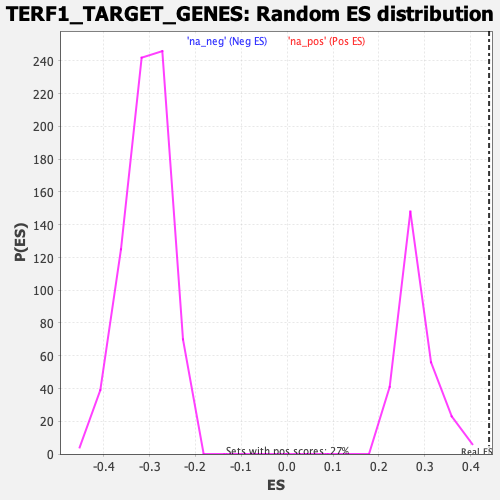 TERF1_TARGET_GENES: Random ES distribution
'na_neg' (Neg ES) 'na_pos' (Pos ES)
240
220
200
180
160
140
120
100
80
60
40
20
0
P(ES)
Sets with pos scores: 27%
Real ES
-0.4 -0.3 -0.2 -0.1 0.0 0.1 0.2 0.3 0.4
ES